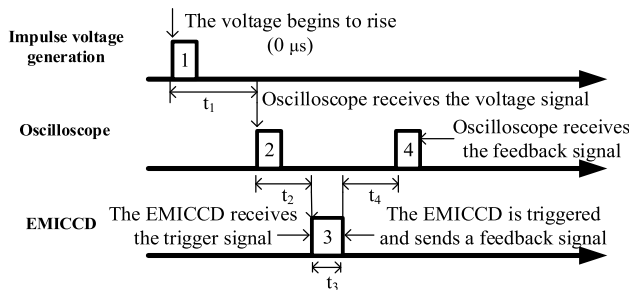 The voltage begins to rise
(0 μs)
Impulse voltage
generation
1
t1
Oscilloscope receives the voltage signal
Oscilloscope
2
4
Oscilloscope receives
the feedback signal
t2
t4
EMICCD
The EMICCD receives
the trigger signal
3
The EMICCD is triggered
and sends a feedback signal
t3